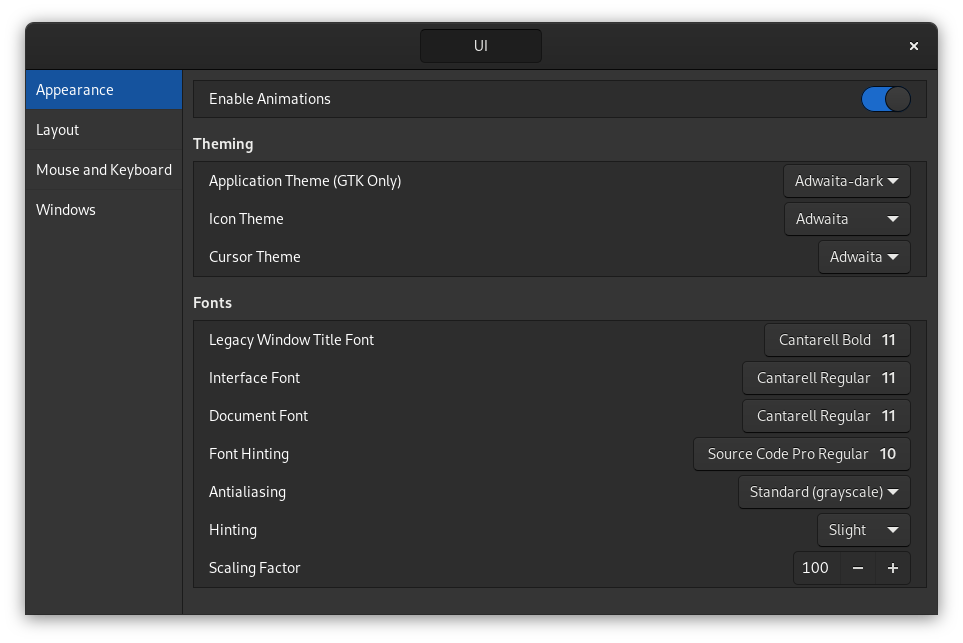 UI
Appearance
Layout
Mouse and Keyboard
Windows
Enable Animations
Theming
Application Theme (GTK Only) Adwaita-dark
Icon Theme Adwaita
Cursor Theme Adwaita
Fonts
Legacy Window Title Font Cantarell Bold 11
Interface Font Cantarell Regular 11
Document Font Cantarell Regular 11
Font Hinting Source Code Pro Regular 10
Antialiasing Standard (grayscale)
Hinting Slight
Scaling Factor 100 − +